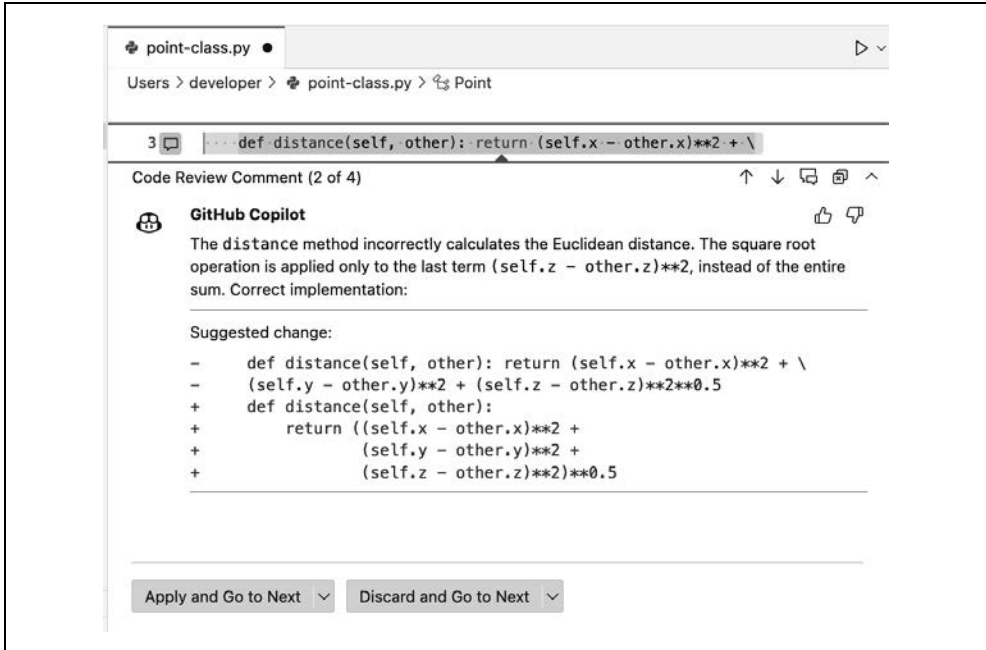 point-class.py
Users > developer > point-class.py > Point
3 ····def·distance(self,·other):·return·(self.x·-·other.x)**2·+·\
Code Review Comment (2 of 4)
GitHub Copilot
The distance method incorrectly calculates the Euclidean distance. The square root
operation is applied only to the last term (self.z - other.z)**2, instead of the entire
sum. Correct implementation:
Suggested change:
-     def distance(self, other): return (self.x - other.x)**2 + \
-     (self.y - other.y)**2 + (self.z - other.z)**2**0.5
+     def distance(self, other):
+         return ((self.x - other.x)**2 +
+                 (self.y - other.y)**2 +
+                 (self.z - other.z)**2)**0.5
Apply and Go to Next
Discard and Go to Next